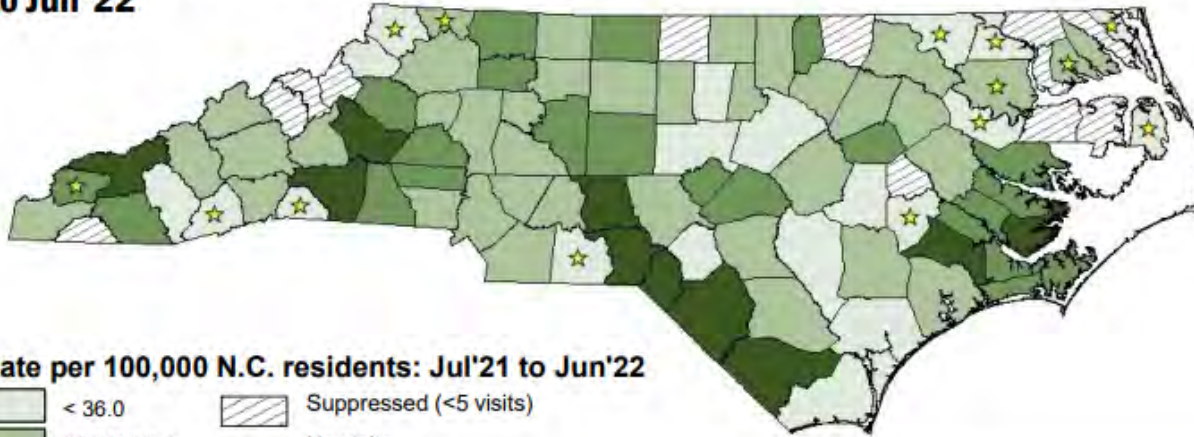 Jun'22
ate per 100,000 N.C. residents: Jul'21 to Jun'22
< 36.0
Suppressed (<5 visits)